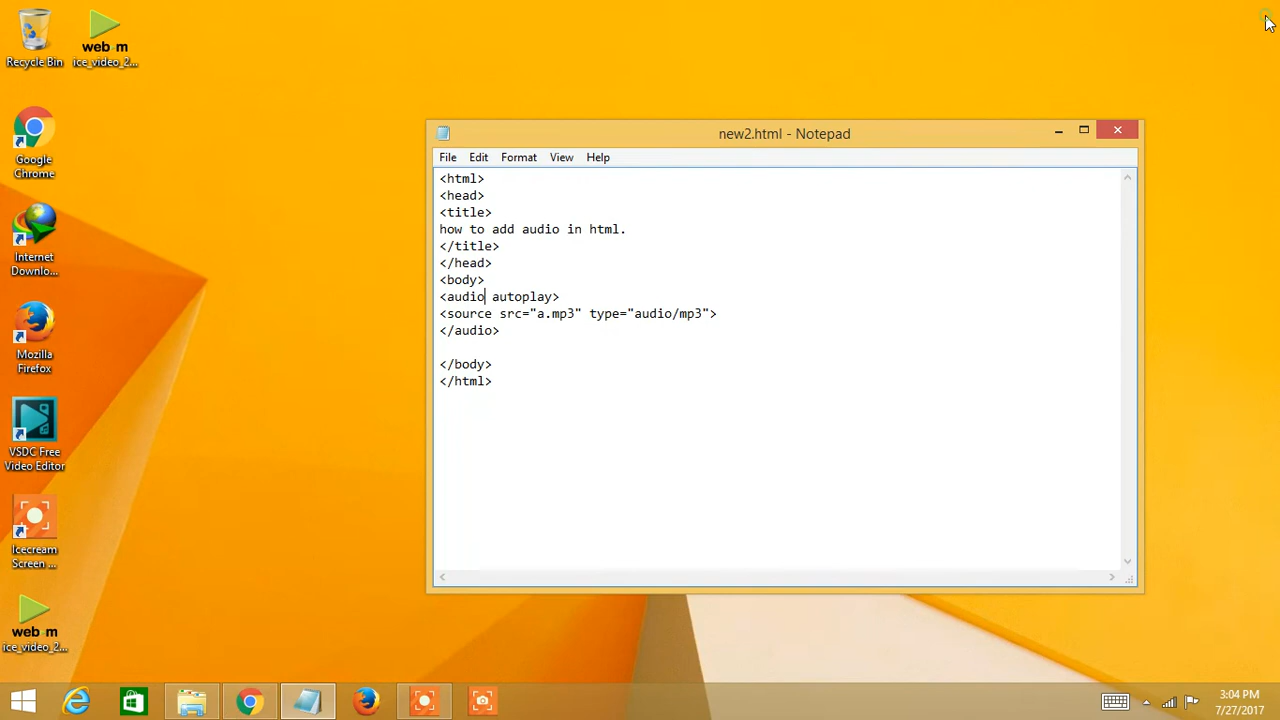 Recycle Bin
web m
ice_video_2...
Google
Chrome
Internet
Downlo...
Mozilla
Firefox
VSDC Free
Video Editor
Icecream
Screen ...
web m
ice_video_2...
new2.html - Notepad
File Edit Format View Help
<html>
<head>
<title>
how to add audio in html.
</title>
</head>
<body>
<audio autoplay>
<source src="a.mp3" type="audio/mp3">
</audio>
</body>
</html>
3:04 PM
7/27/2017